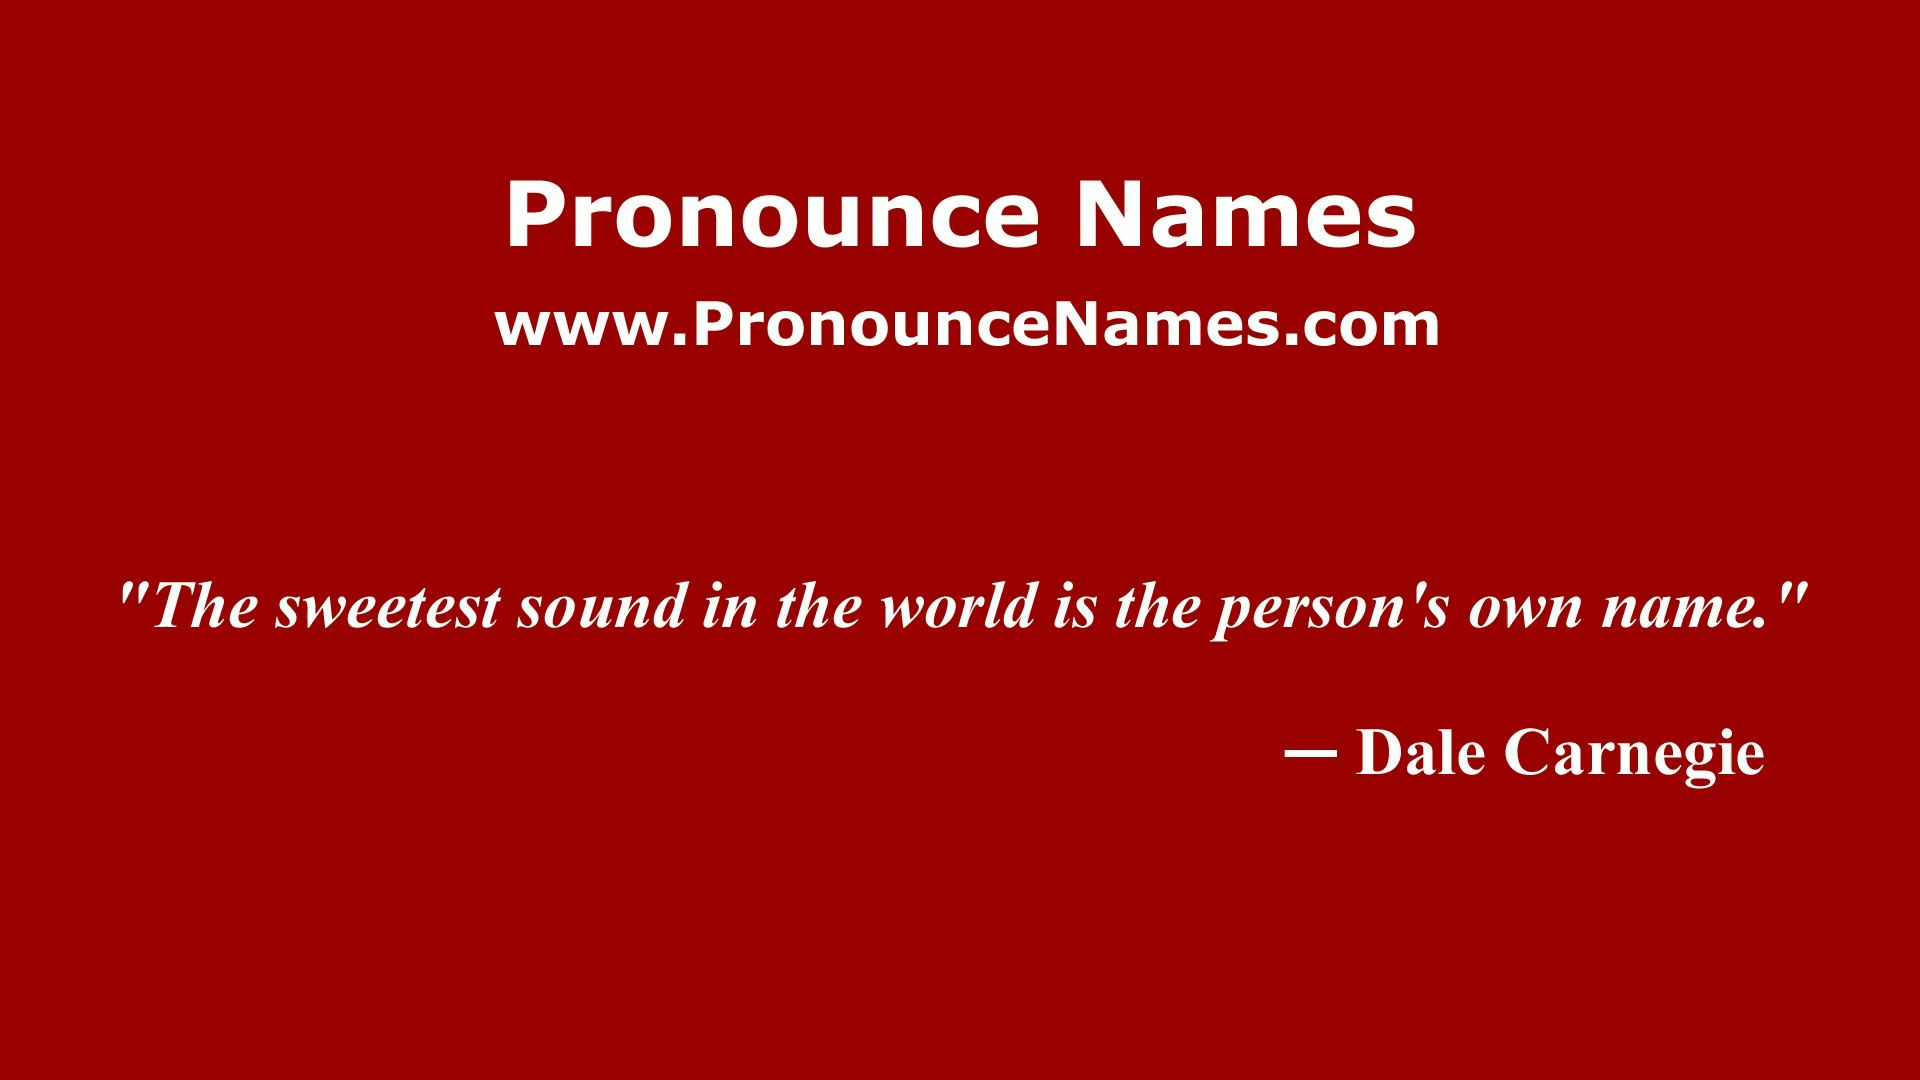 Pronounce Names
www.PronounceNames.com
"The sweetest sound in the world is the person's own name."
— Dale Carnegie